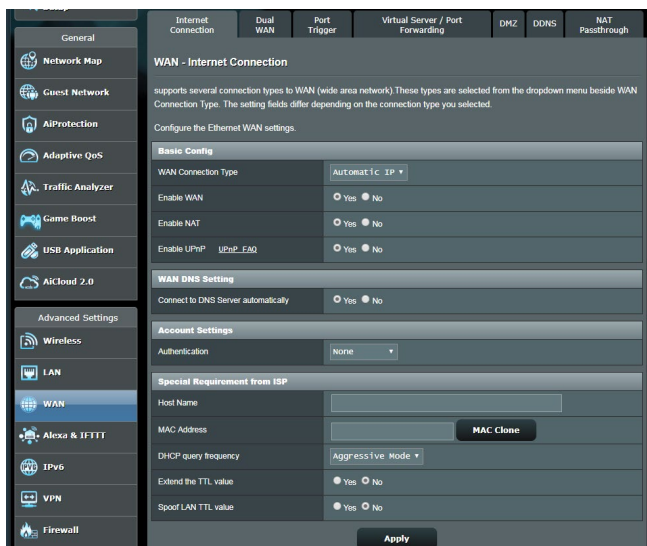 General
Network Map
Guest Network
AiProtection
Adaptive QoS
Traffic Analyzer
Game Boost
USB Application
AiCloud 2.0
Advanced Settings
Wireless
LAN
WAN
Alexa & IFTTT
IPv6
VPN
Firewall
Internet Connection
Dual WAN
Port Trigger
Virtual Server / Port Forwarding
DMZ
DDNS
NAT Passthrough
WAN - Internet Connection
supports several connection types to WAN (wide area network).These types are selected from the dropdown menu beside WAN
Connection Type. The setting fields differ depending on the connection type you selected.
Configure the Ethernet WAN settings.
Basic Config
WAN Connection Type Automatic IP
Enable WAN Yes No
Enable NAT Yes No
Enable UPnP UPnP FAQ Yes No
WAN DNS Setting
Connect to DNS Server automatically Yes No
Account Settings
Authentication None
Special Requirement from ISP
Host Name
MAC Address MAC Clone
DHCP query frequency Aggressive Mode
Extend the TTL value Yes No
Spoof LAN TTL value Yes No
Apply